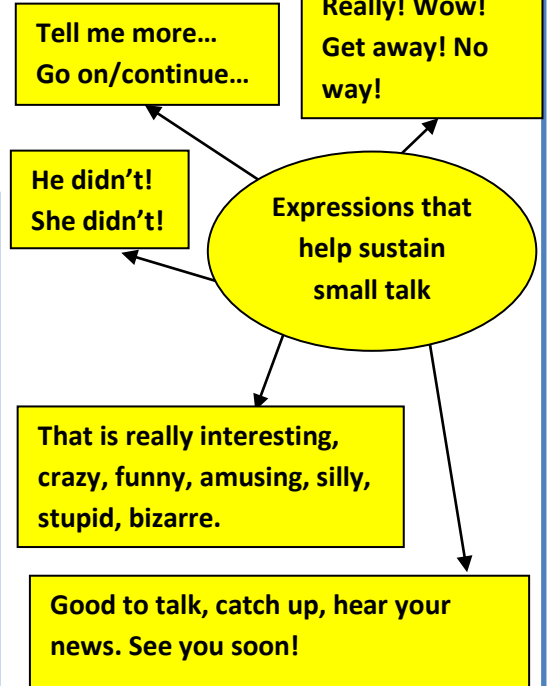 Really! Wow!
Get away! No
way!
Tell me more…
Go on/continue…
He didn’t!
She didn’t!
Expressions that
help sustain
small talk
That is really interesting,
crazy, funny, amusing, silly,
stupid, bizarre.
Good to talk, catch up, hear your
news. See you soon!